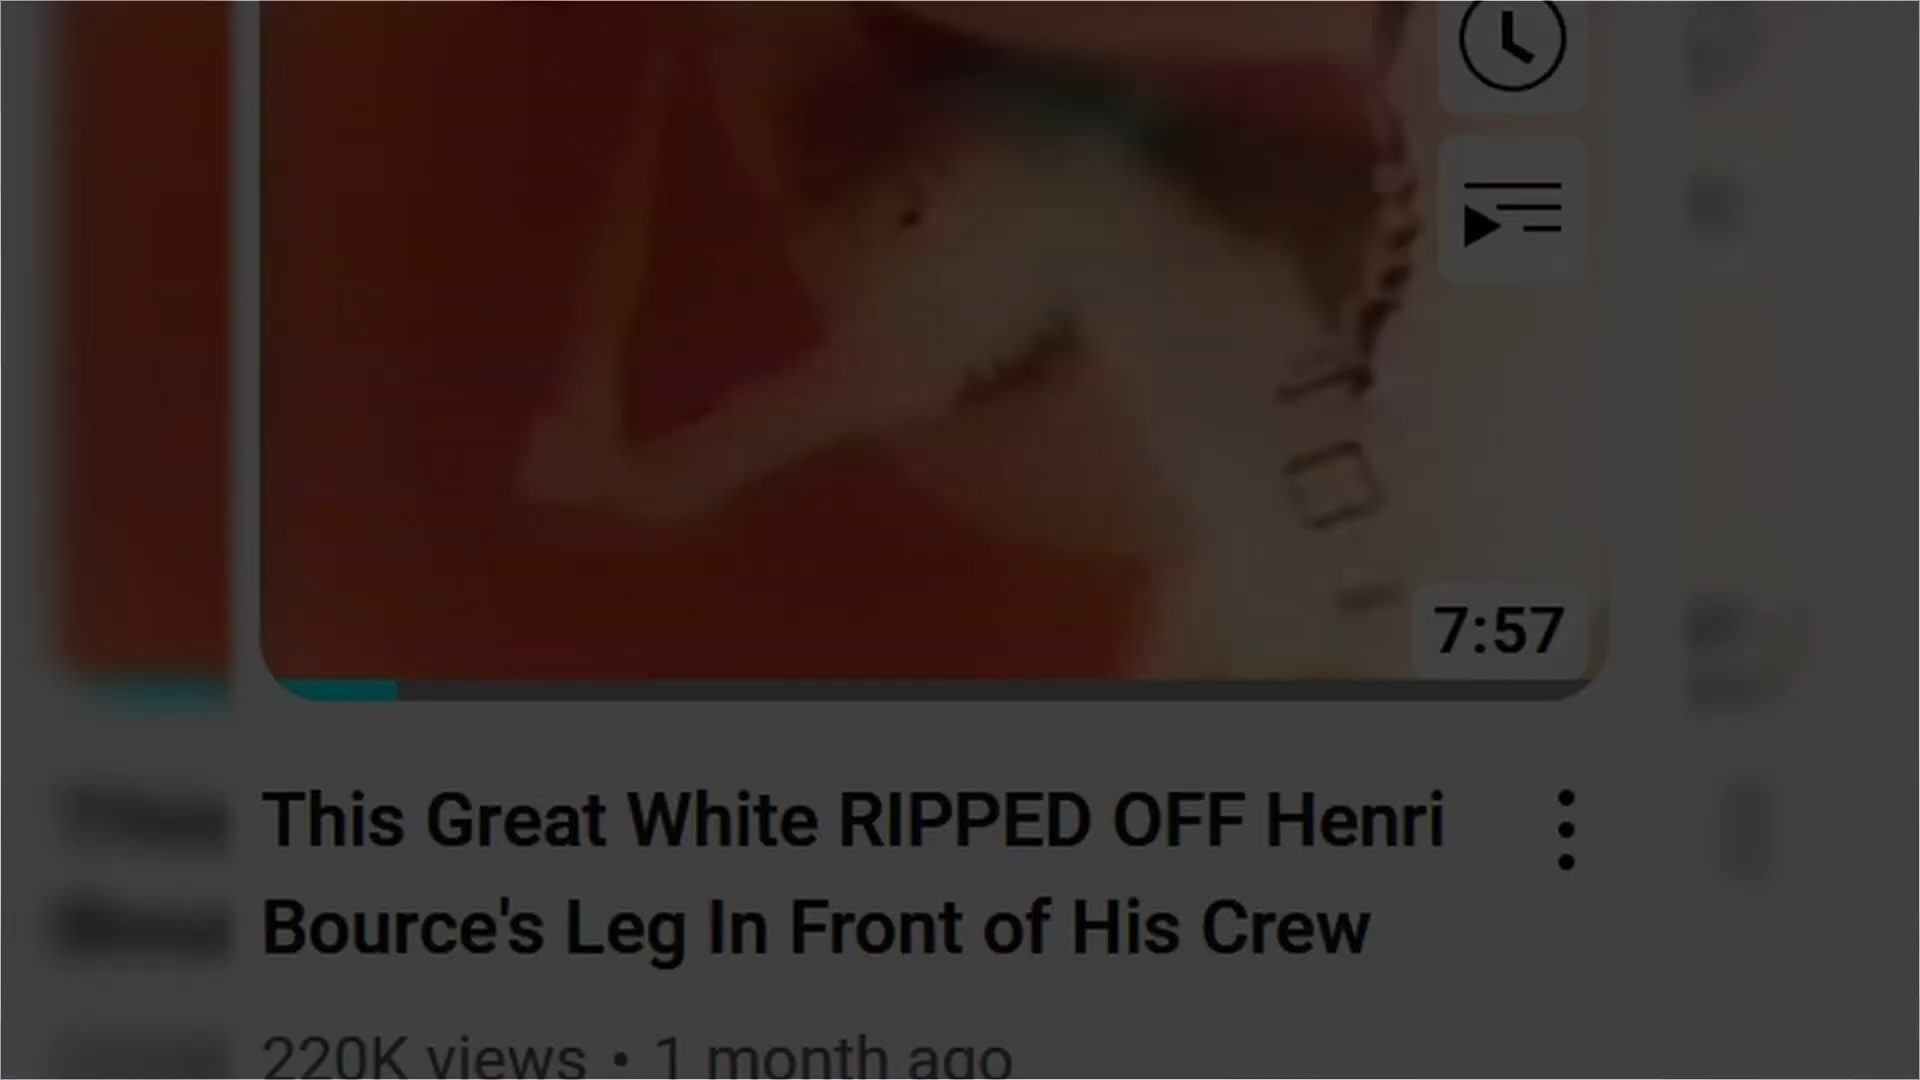 7:57
This Great White RIPPED OFF Henri
Bource's Leg In Front of His Crew
220K views • 1 month ago